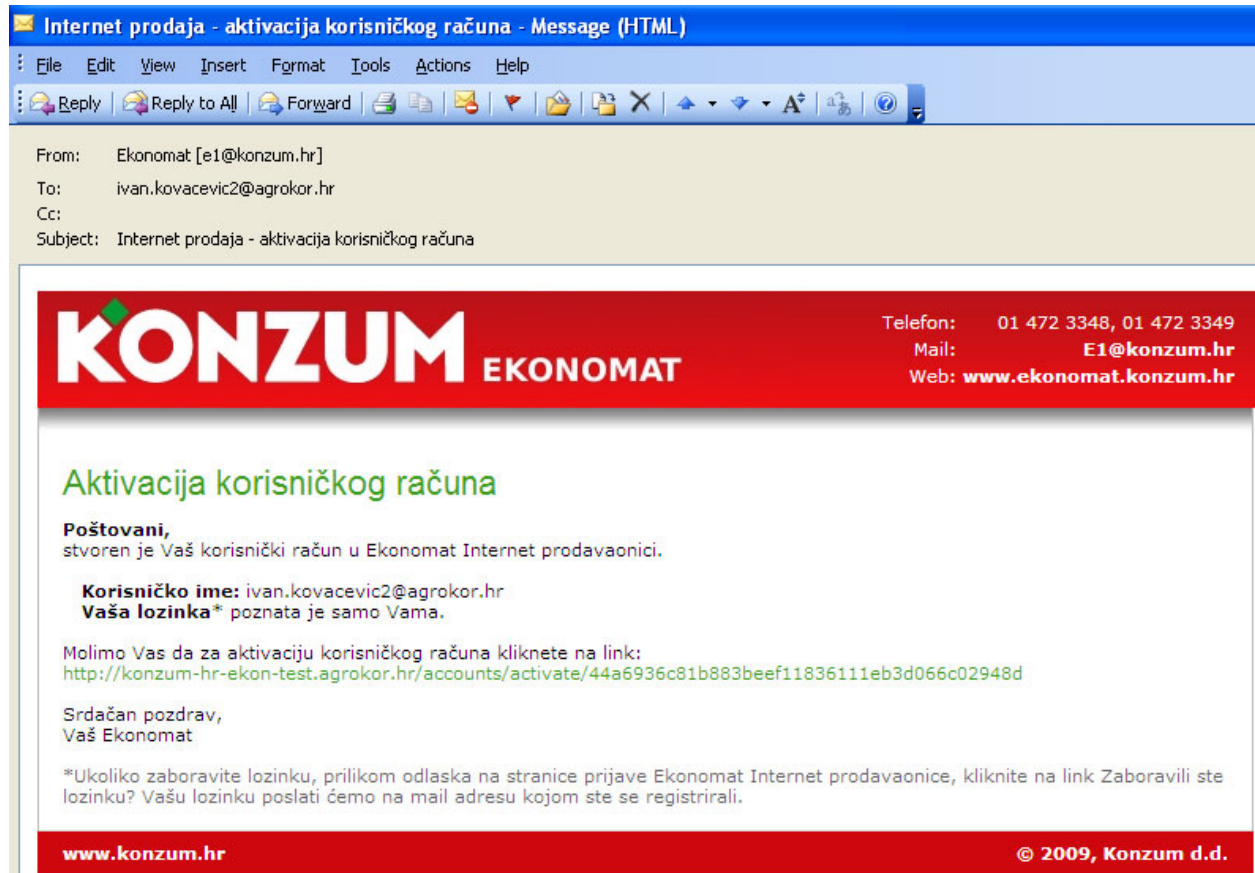 Internet prodaja - aktivacija korisničkog računa - Message (HTML)
File Edit View Insert Format Tools Actions Help
Reply Reply to All Forward
From: Ekonomat [e1@konzum.hr]
To: ivan.kovacevic2@agrokor.hr
Cc:
Subject: Internet prodaja - aktivacija korisničkog računa
KONZUM EKONOMAT
Telefon: 01 472 3348, 01 472 3349
Mail: E1@konzum.hr
Web: www.ekonomat.konzum.hr
Aktivacija korisničkog računa
Poštovani,
stvoren je Vaš korisnički račun u Ekonomat Internet prodavaonici.
Korisničko ime: ivan.kovacevic2@agrokor.hr
Vaša lozinka* poznata je samo Vama.
Molimo Vas da za aktivaciju korisničkog računa kliknete na link:
http://konzum-hr-ekon-test.agrokor.hr/accounts/activate/44a6936c81b883beef11836111eb3d066c02948d
Srdačan pozdrav,
Vaš Ekonomat
*Ukoliko zaboravite lozinku, prilikom odlaska na stranice prijave Ekonomat Internet prodavaonice, kliknite na link Zaboravili ste
lozinku? Vašu lozinku poslati ćemo na mail adresu kojom ste se registrirali.
www.konzum.hr © 2009, Konzum d.d.